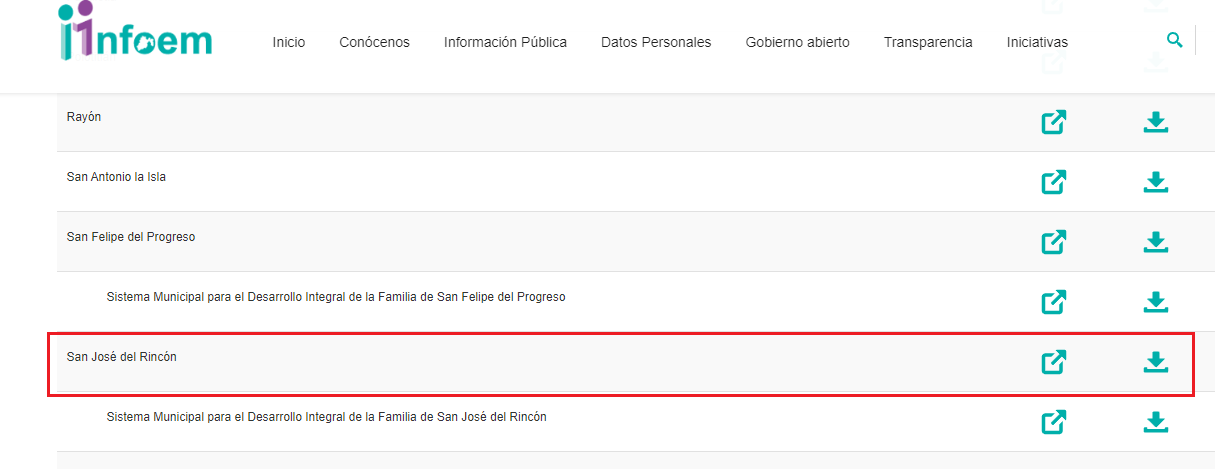 infoem
Inicio Conócenos Información Pública Datos Personales Gobierno abierto Transparencia Iniciativas
Rayón
San Antonio la Isla
San Felipe del Progreso
Sistema Municipal para el Desarrollo Integral de la Familia de San Felipe del Progreso
San José del Rincón
Sistema Municipal para el Desarrollo Integral de la Familia de San José del Rincón